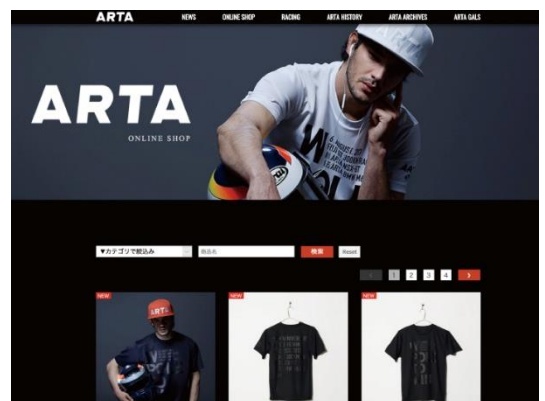 ARTA NEWS ONLINE SHOP RACING ARTA HISTORY ARTA ARCHIVES ARTA GALS
ARTA
ONLINE SHOP
▼カテゴリで絞込み 商品名 検索 Reset
< 1 2 3 4 >
NEW NEW NEW
ARTA